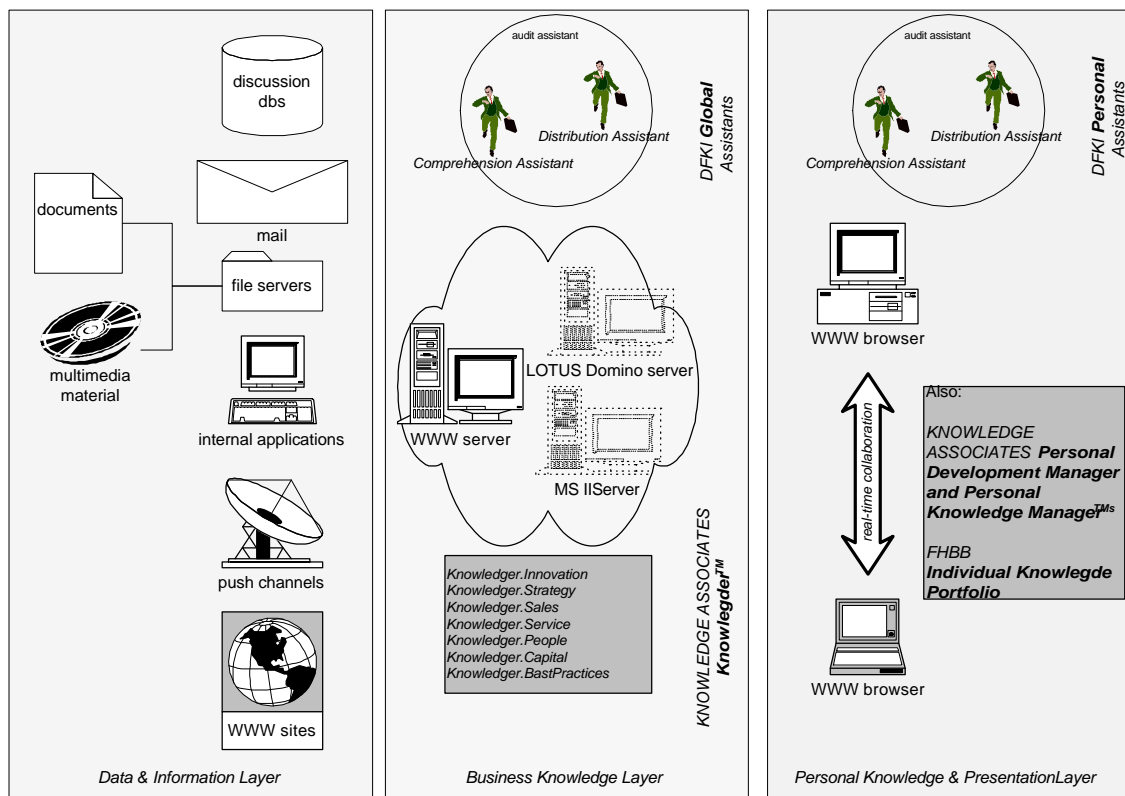 discussion
dbs
documents
mail
file servers
multimedia
material
internal applications
push channels
WWW sites
Data & Information Layer
audit assistant
Distribution Assistant
Comprehension Assistant
DFKI Global
Assistants
LOTUS Domino server
WWW server
MS IIServer
Knowledger.Innovation
Knowledger.Strategy
Knowledger.Sales
Knowledger.Service
Knowledger.People
Knowledger.Capital
Knowledger.BastPractices
KNOWLEDGE ASSOCIATES
Knowlegder™
Business Knowledge Layer
audit assistant
Distribution Assistant
Comprehension Assistant
DFKI Personal
Assistants
WWW browser
real-time collaboration
Also:
KNOWLEDGE
ASSOCIATES Personal
Development Manager
and Personal
Knowledge Manager™s
FHBB
Individual Knowlegde
Portfolio
WWW browser
Personal Knowledge & PresentationLayer